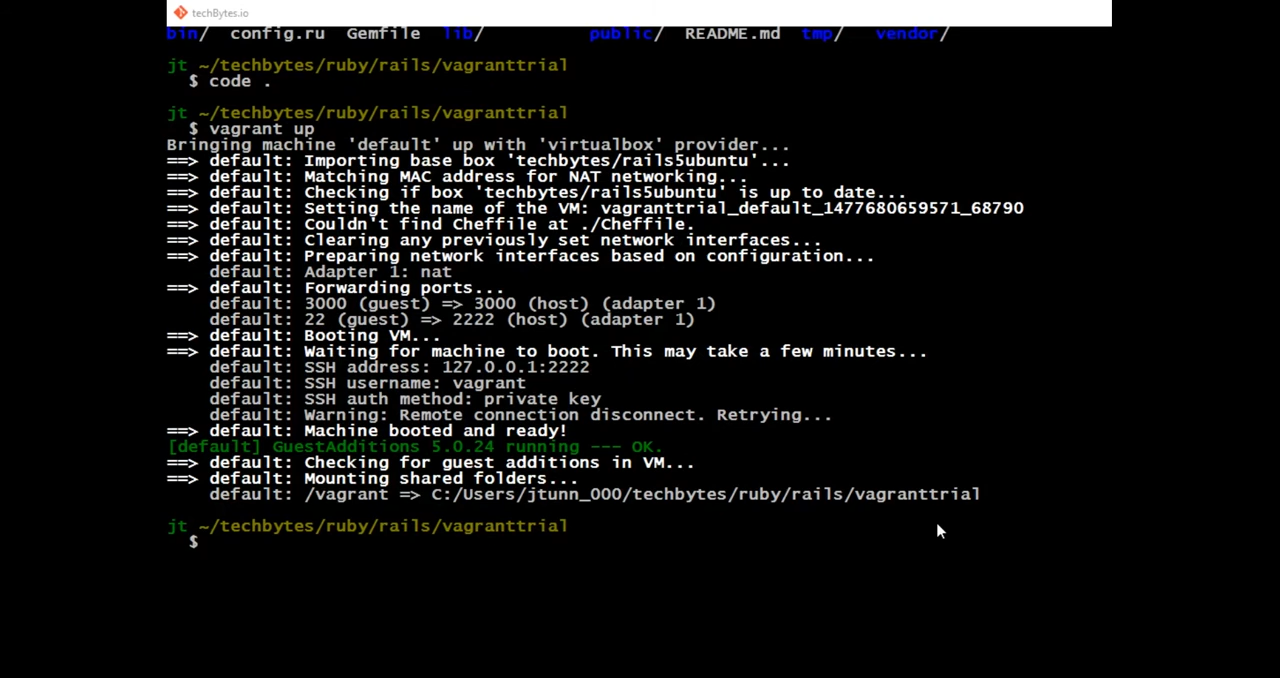 techBytes.io
bin/ config.ru Gemfile lib/ public/ README.md tmp/ vendor/
jt ~/techbytes/ruby/rails/vagranttrial
$ code .
jt ~/techbytes/ruby/rails/vagranttrial
$ vagrant up
Bringing machine 'default' up with 'virtualbox' provider...
==> default: Importing base box 'techbytes/rails5ubuntu'...
==> default: Matching MAC address for NAT networking...
==> default: Checking if box 'techbytes/rails5ubuntu' is up to date...
==> default: Setting the name of the VM: vagranttrial_default_1477680659571_68790
==> default: Couldn't find Cheffile at ./Cheffile.
==> default: Clearing any previously set network interfaces...
==> default: Preparing network interfaces based on configuration...
default: Adapter 1: nat
==> default: Forwarding ports...
default: 3000 (guest) => 3000 (host) (adapter 1)
default: 22 (guest) => 2222 (host) (adapter 1)
==> default: Booting VM...
==> default: Waiting for machine to boot. This may take a few minutes...
default: SSH address: 127.0.0.1:2222
default: SSH username: vagrant
default: SSH auth method: private key
default: Warning: Remote connection disconnect. Retrying...
==> default: Machine booted and ready!
[default] GuestAdditions 5.0.24 running --- OK.
==> default: Checking for guest additions in VM...
==> default: Mounting shared folders...
default: /vagrant => C:/Users/jtunn_000/techbytes/ruby/rails/vagranttrial
jt ~/techbytes/ruby/rails/vagranttrial
$